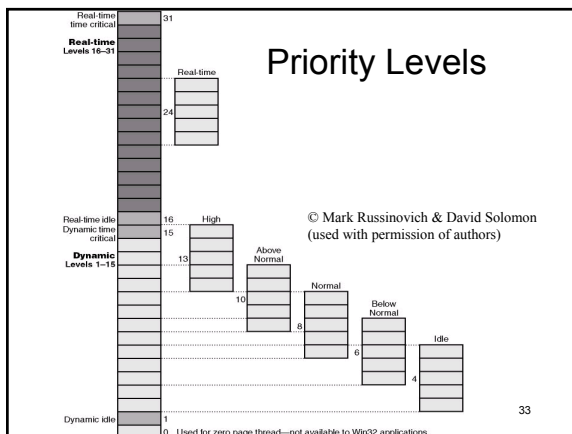 Priority Levels
Real-time
time critical
31
Real-time
Levels 16–31
Real-time
24
Real-time idle
16
Dynamic time
critical
15
High
© Mark Russinovich & David Solomon
(used with permission of authors)
Dynamic
Levels 1–15
13
Above
Normal
10
Normal
8
Below
Normal
6
Idle
4
Dynamic idle
1
0
Used for zero page thread—not available to Win32 applications
33